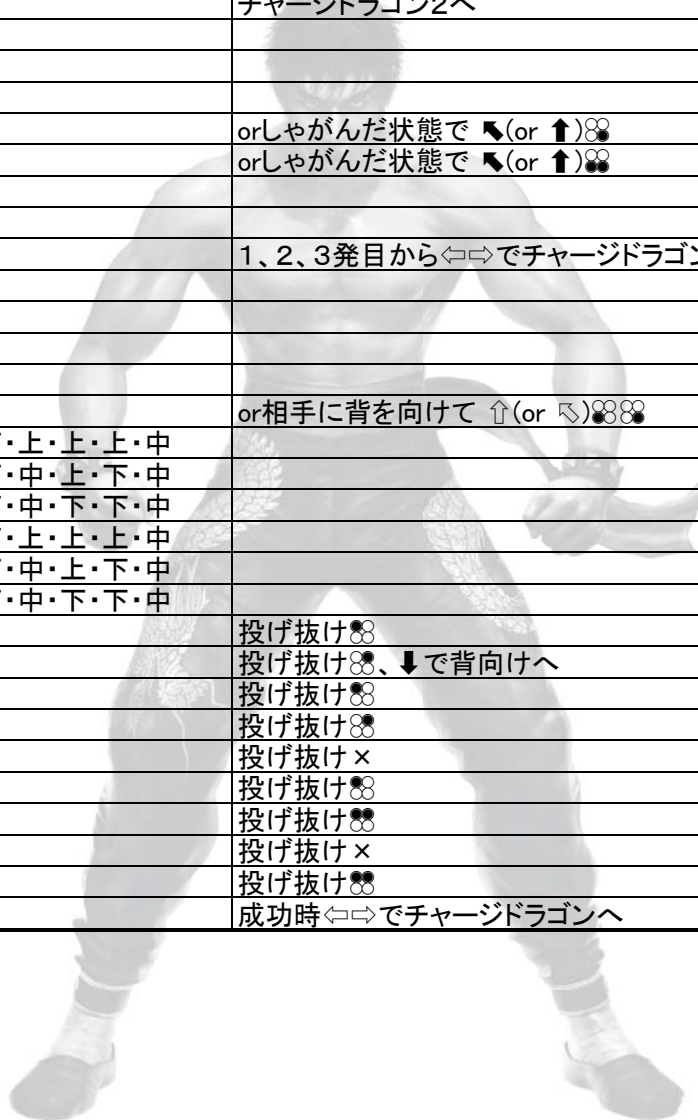 チャージドラゴン2へ
orしゃがんだ状態で ⬉(or ⬆)
orしゃがんだ状態で ⬉(or ⬆)
1、2、3発目から⇦⇨でチャージドラゴン
or相手に背を向けて ⇧(or ⇖)
・上・上・上・中
・中・上・下・中
・中・下・下・中
・上・上・上・中
・中・上・下・中
・中・下・下・中
投げ抜け
投げ抜け、⬇で背向けへ
投げ抜け
投げ抜け
投げ抜け×
投げ抜け
投げ抜け
投げ抜け×
投げ抜け
成功時⇦⇨でチャージドラゴンへ